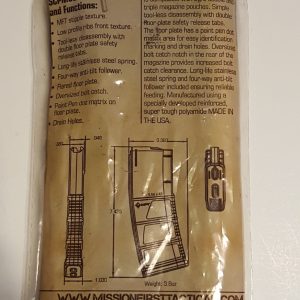 and Functions:
• MFT stipple texture.
• Low profile ribs front texture.
• Tool-less disassembly with
double floor plate safety
release tabs.
• Long-life stainless steel spring.
• Four-way anti-tilt follower.
• Flared floor plate.
• Oversized bolt catch.
• Paint Pen dot matrix on
floor plate.
• Drain Holes.
single magazine pouches. Simple
tool-less disassembly with double
floor plate safety release tabs.
The floor plate has a paint pen dot
matrix area for easy identification
marking and drain holes. Oversized
bolt catch notch in the rear of the
magazine provides increased bolt
catch clearance. Long-life stainless
steel spring and four-way anti-tilt
follower included ensuring reliable
feeding. Manufactured using a
specially developed reinforced,
super tough polyamide MADE IN
THE USA.
7.475
Weight: 3.8oz
WWW.MISSIONFIRSTTACTICAL.COM